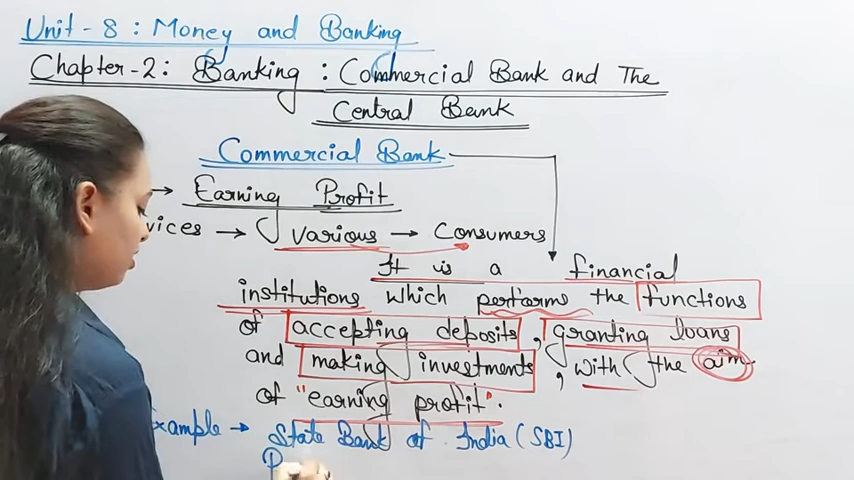 Unit - 8 : Money and Banking
Chapter-2 : Banking : Commercial Bank and The
Central Bank
Commercial Bank
→ Earning Profit
→ various → Consumers
It is a financial
institutions which performs the functions
of accepting deposits, granting loans
and making investments, with the aim
of "earning profit".
Example → State Bank of India (SBI)
P